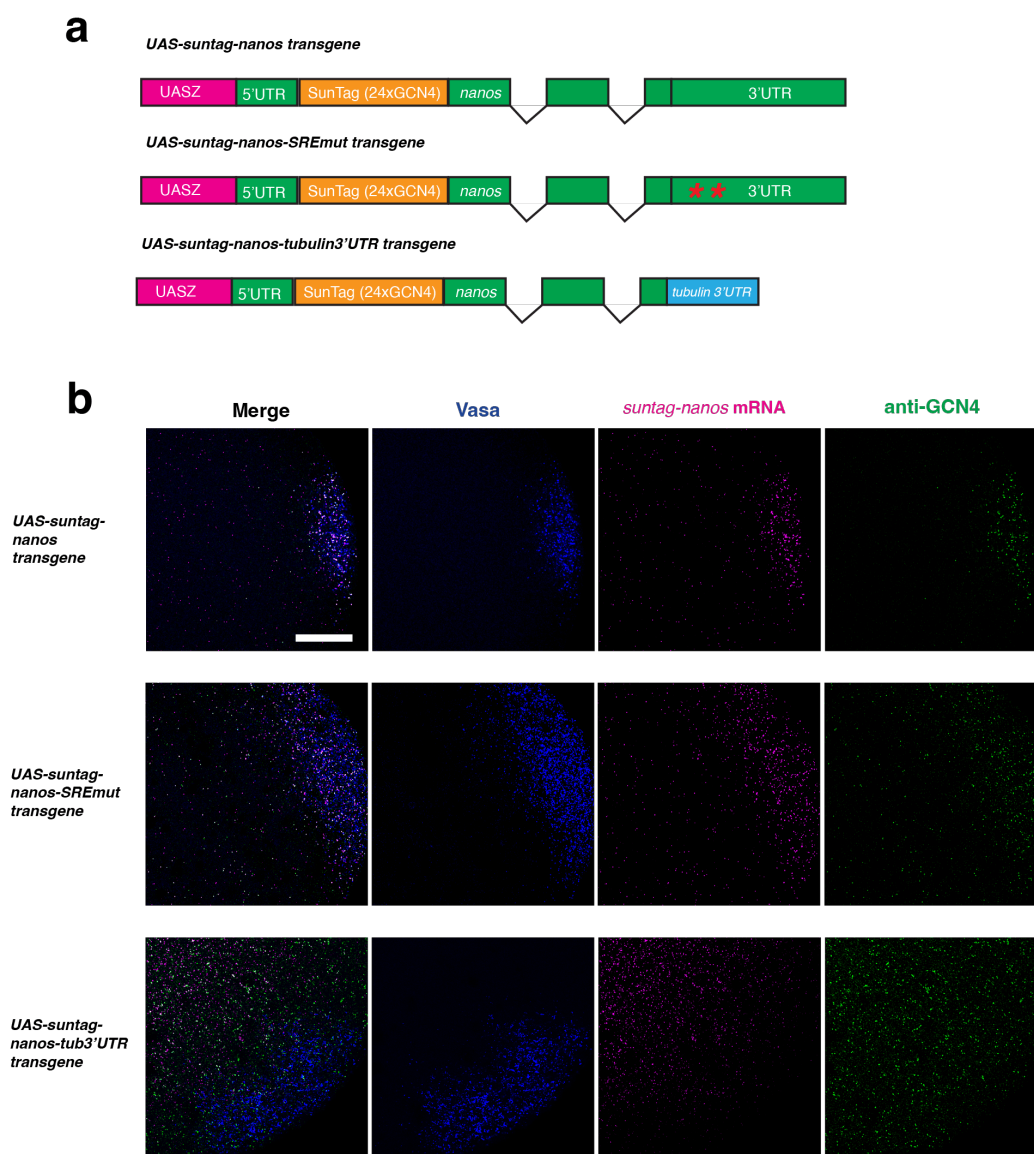 a
UAS-suntag-nanos transgene
UASZ 5'UTR SunTag (24xGCN4) nanos 3'UTR
UAS-suntag-nanos-SREmut transgene
UASZ 5'UTR SunTag (24xGCN4) nanos ** 3'UTR
UAS-suntag-nanos-tubulin3'UTR transgene
UASZ 5'UTR SunTag (24xGCN4) nanos tubulin 3'UTR
b
Merge Vasa suntag-nanos mRNA anti-GCN4
UAS-suntag-
nanos
transgene
UAS-suntag-
nanos-SREmut
transgene
UAS-suntag-
nanos-tub3'UTR
transgene